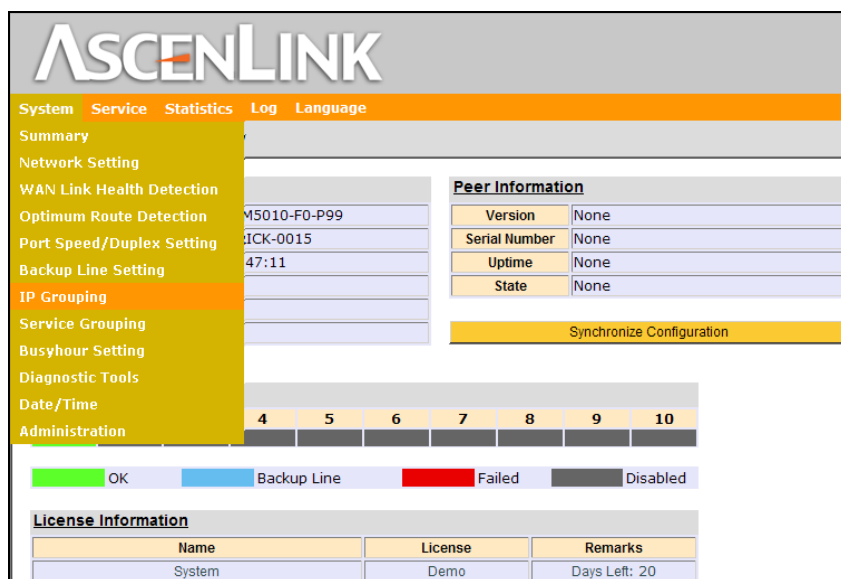 ASCENLINK
System Service Statistics Log Language
Summary
Network Setting
WAN Link Health Detection
Optimum Route Detection
Port Speed/Duplex Setting
Backup Line Setting
IP Grouping
Service Grouping
Busyhour Setting
Diagnostic Tools
Date/Time
Administration
M5010-F0-P99
ICK-0015
47:11
Peer Information
Version None
Serial Number None
Uptime None
State None
Synchronize Configuration
4 5 6 7 8 9 10
OK Backup Line Failed Disabled
License Information
Name License Remarks
System Demo Days Left: 20